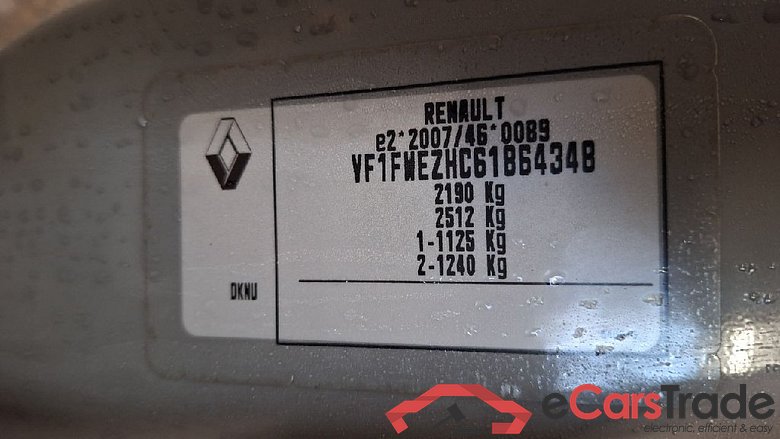 RENAULT
e2*2007/46*0089
VF1FWEZHC61864348
2190 Kg
2512 Kg
1-1125 Kg
2-1240 Kg
DKNU
eCarsTrade
electronic, efficient & easy